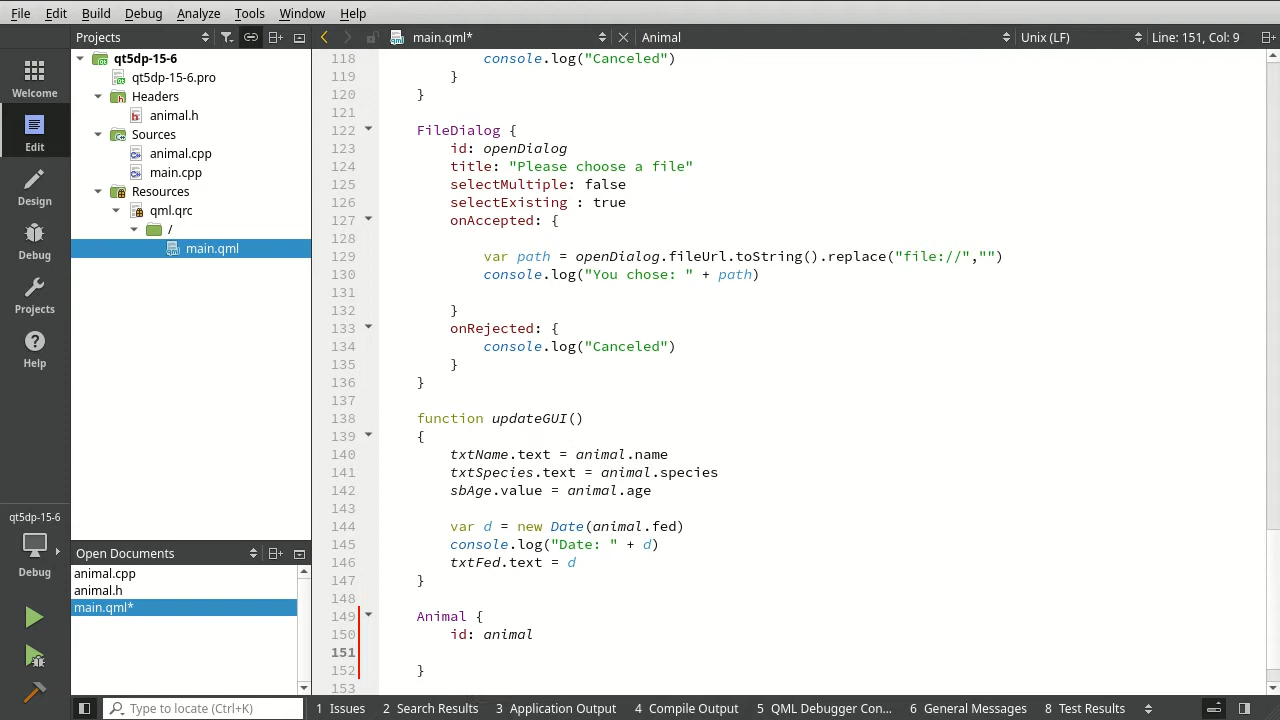 File Edit Build Debug Analyze Tools Window Help
Projects
main.qml*
Animal
Unix (LF)
Line: 151, Col: 9
Welcome
Edit
Design
Debug
Projects
Help
qt5dp-15-6
Debug
qt5dp-15-6
qt5dp-15-6.pro
Headers
animal.h
Sources
animal.cpp
main.cpp
Resources
qml.qrc
/
main.qml
Open Documents
animal.cpp
animal.h
main.qml*
118 console.log("Canceled")
119 }
120 }
121
122 FileDialog {
123 id: openDialog
124 title: "Please choose a file"
125 selectMultiple: false
126 selectExisting : true
127 onAccepted: {
128
129 var path = openDialog.fileUrl.toString().replace("file://","")
130 console.log("You chose: " + path)
131
132 }
133 onRejected: {
134 console.log("Canceled")
135 }
136 }
137
138 function updateGUI()
139 {
140 txtName.text = animal.name
141 txtSpecies.text = animal.species
142 sbAge.value = animal.age
143
144 var d = new Date(animal.fed)
145 console.log("Date: " + d)
146 txtFed.text = d
147 }
148
149 Animal {
150 id: animal
151
152 }
153
Type to locate (Ctrl+K)
1 Issues
2 Search Results
3 Application Output
4 Compile Output
5 QML Debugger Con...
6 General Messages
8 Test Results